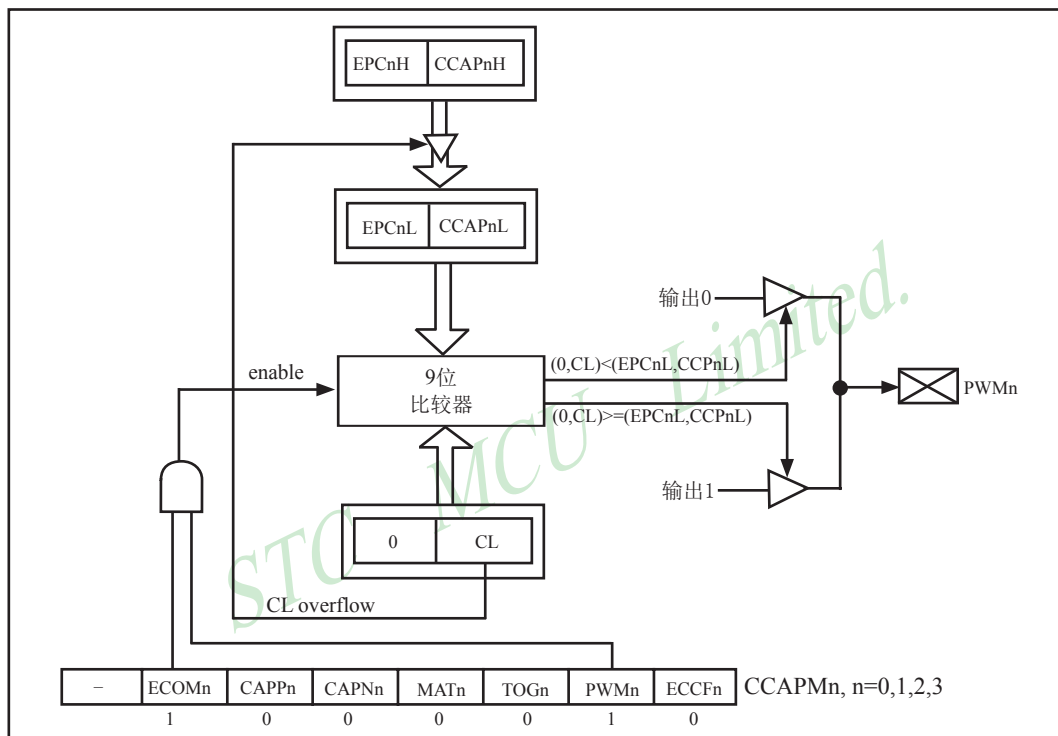 EPCnH CCAPnH
EPCnL CCAPnL
输出0
enable
9位
比较器
(0,CL)<(EPCnL,CCPnL)
(0,CL)>=(EPCnL,CCPnL)
PWMn
输出1
0 CL
CL overflow
STC MCU Limited.
– ECOMn CAPPn CAPNn MATn TOGn PWMn ECCFn CCAPMn, n=0,1,2,3
1 0 0 0 0 1 0